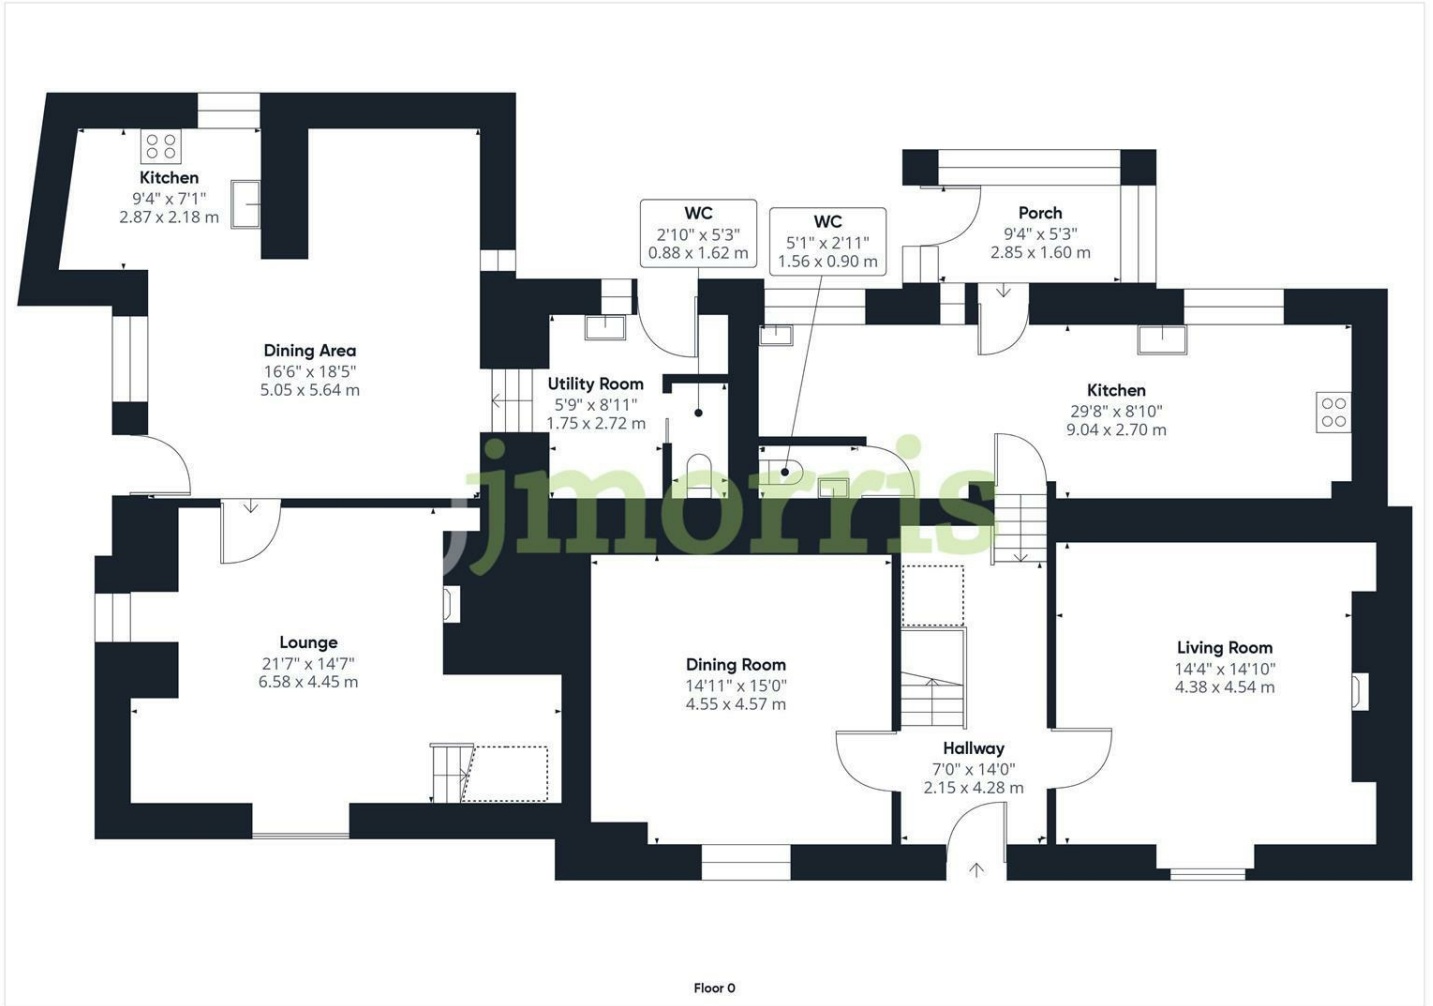 Kitchen
9'4" x 7'1"
2.87 x 2.18 m
WC
2'10" x 5'3"
0.88 x 1.62 m
WC
5'1" x 2'11"
1.56 x 0.90 m
Porch
9'4" x 5'3"
2.85 x 1.60 m
Dining Area
16'6" x 18'5"
5.05 x 5.64 m
Utility Room
5'9" x 8'11"
1.75 x 2.72 m
Kitchen
29'8" x 8'10"
9.04 x 2.70 m
jjmorris
Lounge
21'7" x 14'7"
6.58 x 4.45 m
Dining Room
14'11" x 15'0"
4.55 x 4.57 m
Living Room
14'4" x 14'10"
4.38 x 4.54 m
Hallway
7'0" x 14'0"
2.15 x 4.28 m
Floor 0